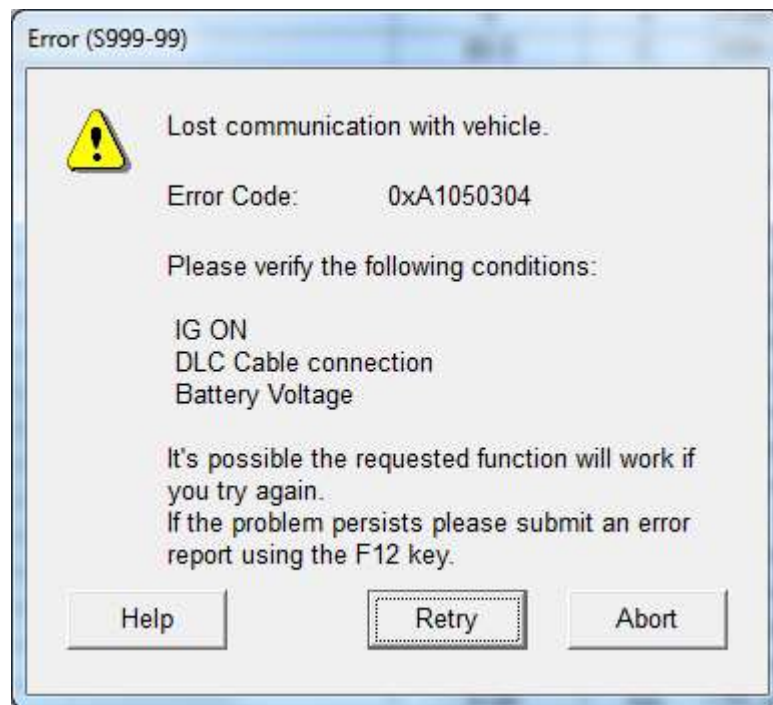 Error (S999-99)
Lost communication with vehicle.
Error Code: 0xA1050304
Please verify the following conditions:
IG ON
DLC Cable connection
Battery Voltage
It's possible the requested function will work if
you try again.
If the problem persists please submit an error
report using the F12 key.
Help Retry Abort